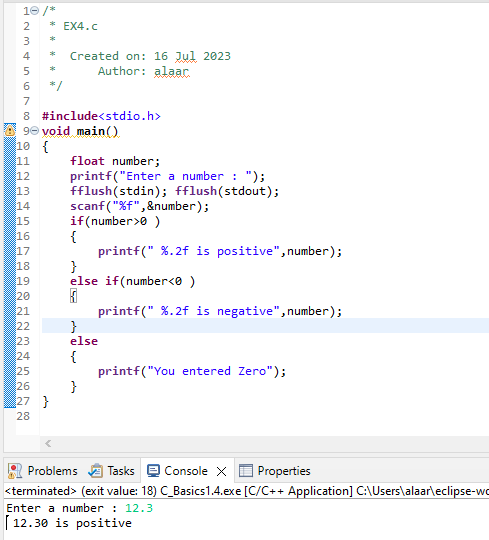 1 /*
2  * EX4.c
3  *
4  *  Created on: 16 Jul 2023
5  *      Author: alaar
6  */
7
8 #include<stdio.h>
9 void main()
10 {
11     float number;
12     printf("Enter a number : ");
13     fflush(stdin); fflush(stdout);
14     scanf("%f",&number);
15     if(number>0 )
16     {
17         printf(" %.2f is positive",number);
18     }
19     else if(number<0 )
20     {
21         printf(" %.2f is negative",number);
22     }
23     else
24     {
25         printf("You entered Zero");
26     }
27 }
28
Problems Tasks Console Properties
<terminated> (exit value: 18) C_Basics1.4.exe [C/C++ Application] C:\Users\alaar\eclipse-wo
Enter a number : 12.3
 12.30 is positive